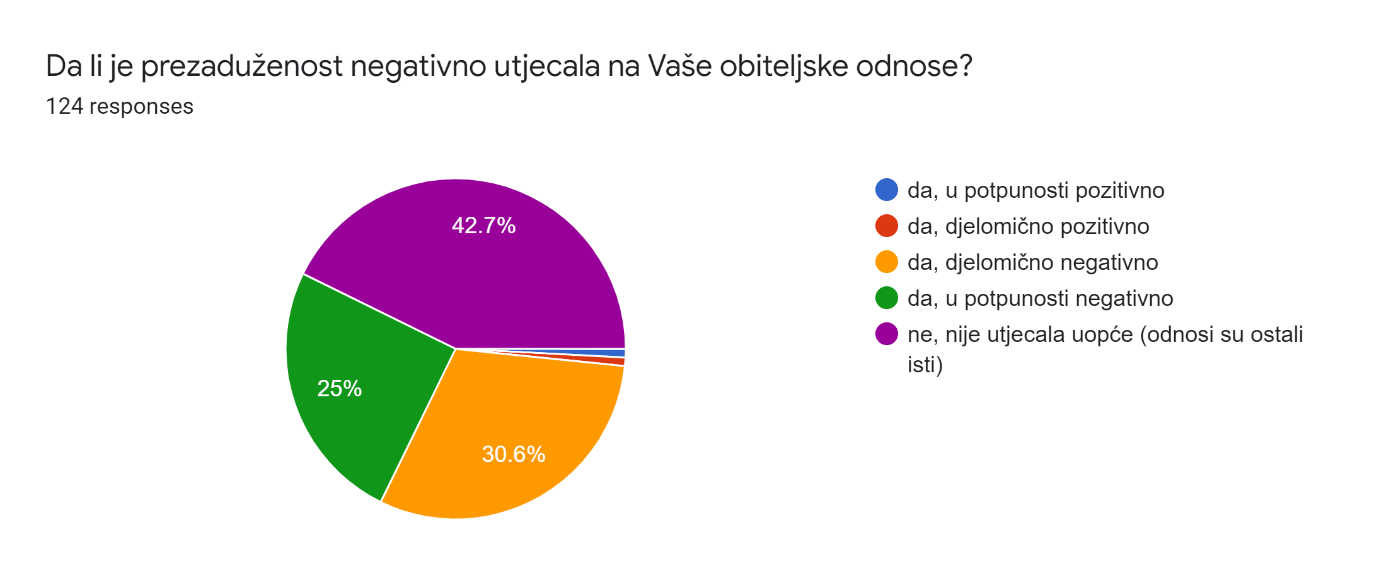 Da li je prezaduženost negativno utjecala na Vaše obiteljske odnose?
124 responses
42.7%
25%
30.6%
da, u potpunosti pozitivno
da, djelomično pozitivno
da, djelomično negativno
da, u potpunosti negativno
ne, nije utjecala uopće (odnosi su ostali
isti)